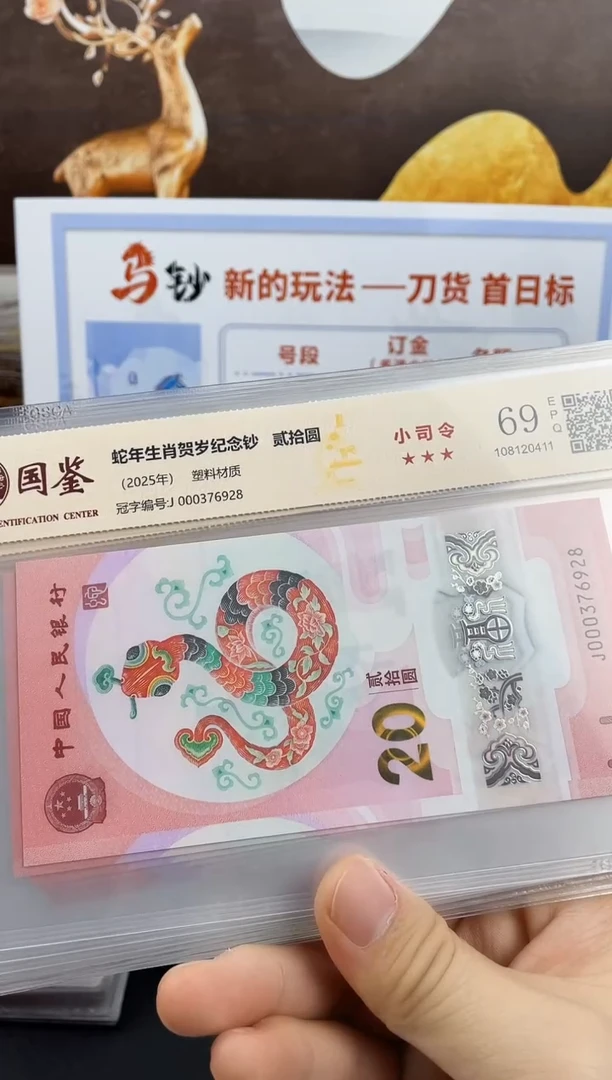 马钞 新的玩法——刀货 首日标
号段
订金
国鉴
ENTIFICATION CENTER
蛇年生肖贺岁纪念钞 贰拾圆
(2025年) 塑料材质
冠字编号:J 000376928
小司令
★★★
69
EPQ
108120411
中国人民银行
贰拾圆
20
J000376928